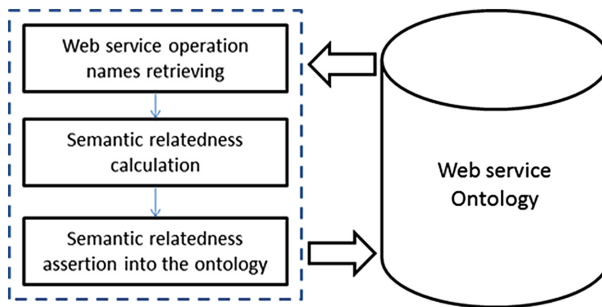 Web service operation
names retrieving
Semantic relatedness
calculation
Semantic relatedness
assertion into the ontology
Web service
Ontology